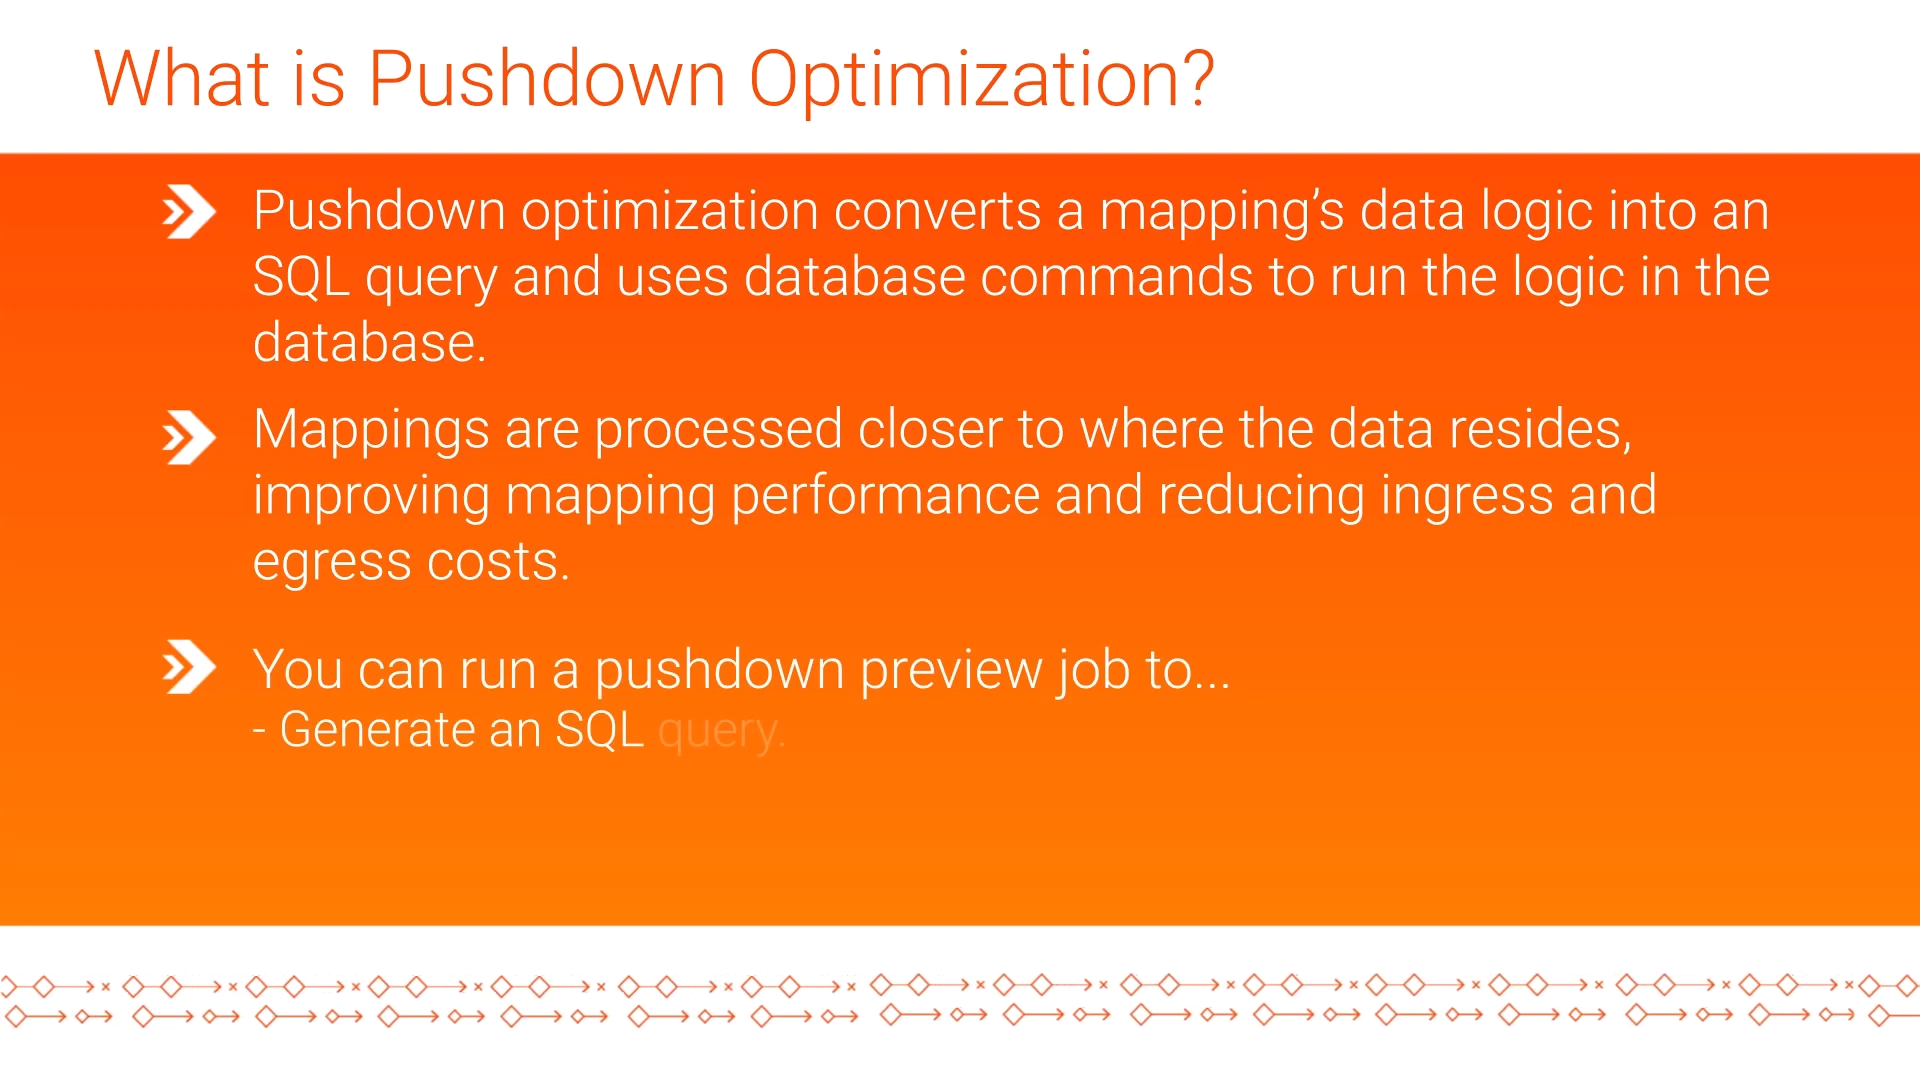 What is Pushdown Optimization?
Pushdown optimization converts a mapping’s data logic into an
SQL query and uses database commands to run the logic in the
database.
Mappings are processed closer to where the data resides,
improving mapping performance and reducing ingress and
egress costs.
You can run a pushdown preview job to...
- Generate an SQL query.